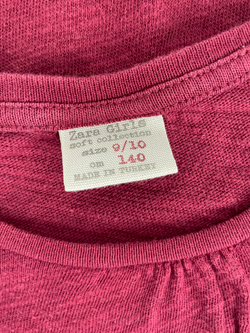 Zara Girls
soft collection
size 9/10
cm 140
MADE IN TURKEY